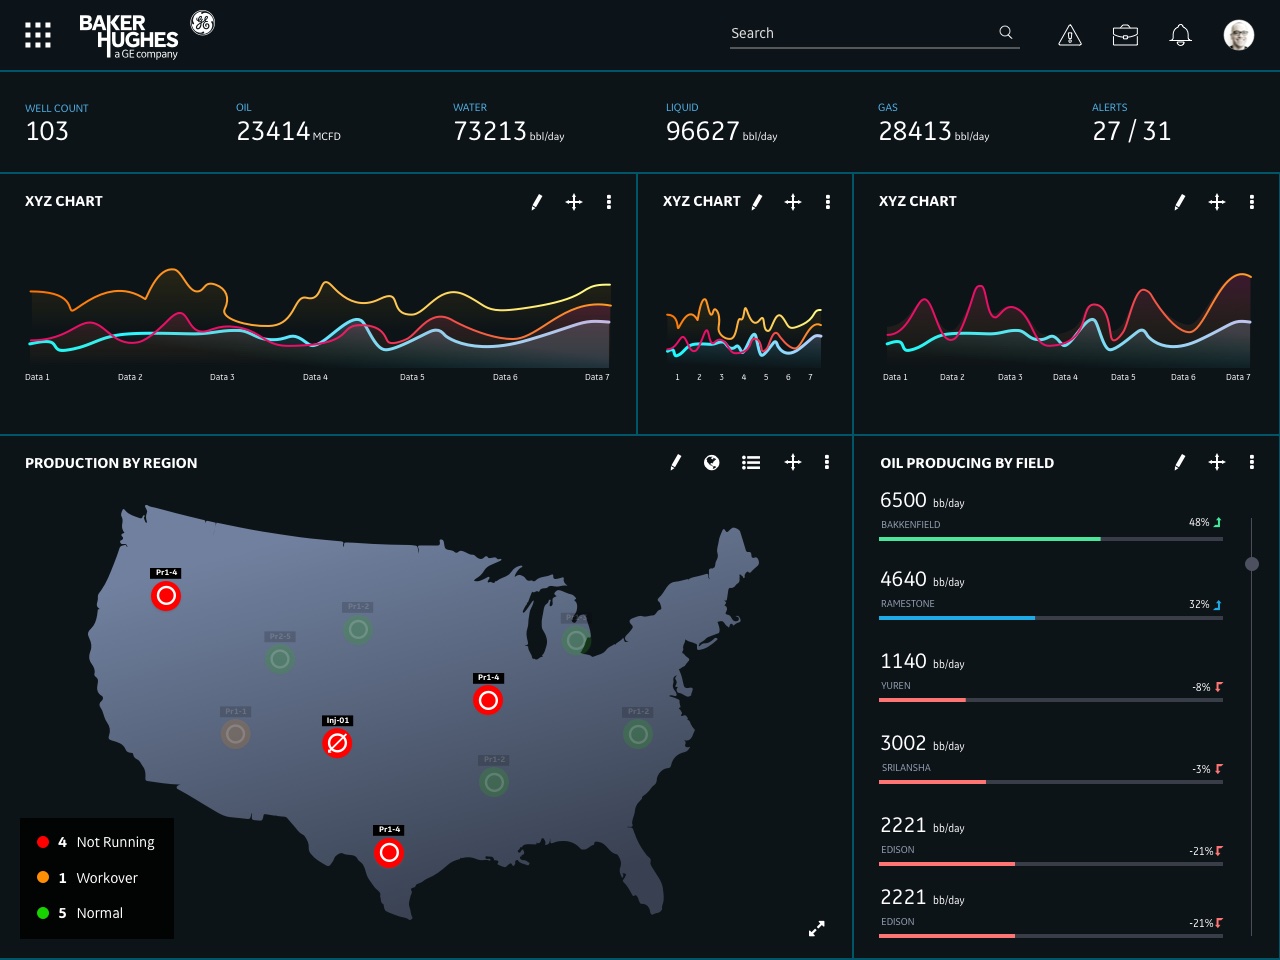 BAKER
HUGHES
a GE company
Search
WELL COUNT
103
OIL
23414 MCFD
WATER
73213 bbl/day
LIQUID
96627 bbl/day
GAS
28413 bbl/day
ALERTS
27 / 31
XYZ CHART
Data 1 Data 2 Data 3 Data 4 Data 5 Data 6 Data 7
XYZ CHART
1 2 3 4 5 6 7
XYZ CHART
Data 1 Data 2 Data 3 Data 4 Data 5 Data 6 Data 7
PRODUCTION BY REGION
Pr1-4
Pr1-2
Pr2-5
Pr1-4
Pr1-1
Inj-01
Pr1-2
Pr1-2
Pr1-4
4 Not Running
1 Workover
5 Normal
OIL PRODUCING BY FIELD
6500 bb/day
BAKKENFIELD 48%
4640 bb/day
RAMESTONE 32%
1140 bb/day
YUREN -8%
3002 bb/day
SRILANSHA -3%
2221 bb/day
EDISON -21%
2221 bb/day
EDISON -21%